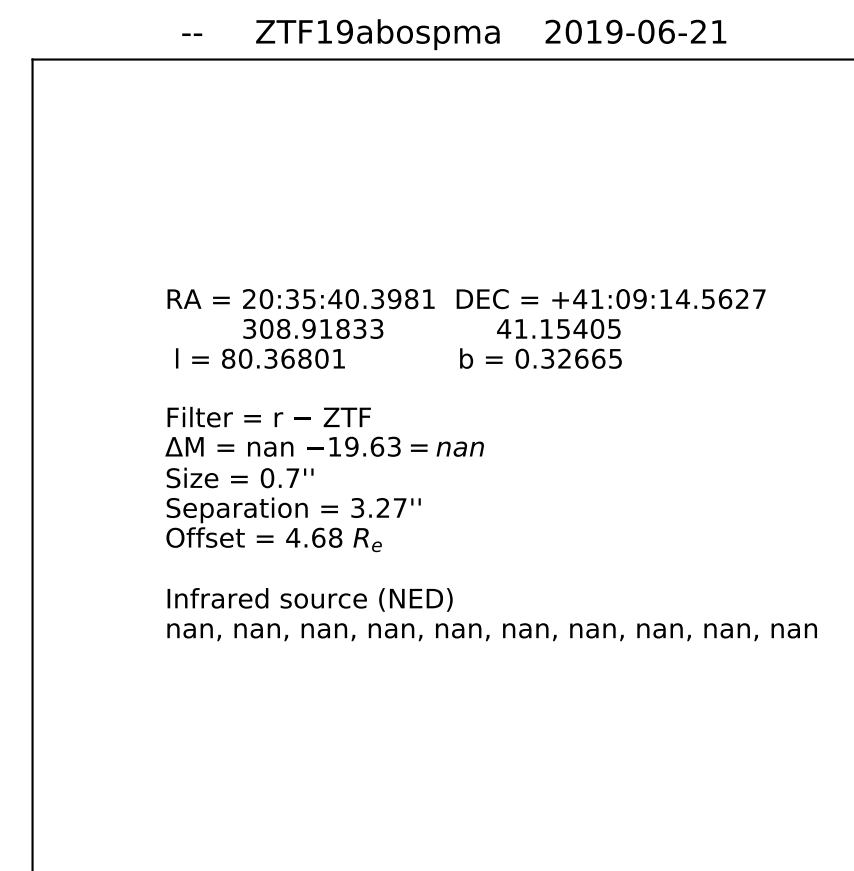 -- ZTF19abospma 2019-06-21
RA = 20:35:40.3981 DEC = +41:09:14.5627
308.91833 41.15405
l = 80.36801 b = 0.32665
Filter = r − ZTF
ΔM = nan −19.63 = nan
Size = 0.7''
Separation = 3.27''
Offset = 4.68 Re
Infrared source (NED)
nan, nan, nan, nan, nan, nan, nan, nan, nan, nan